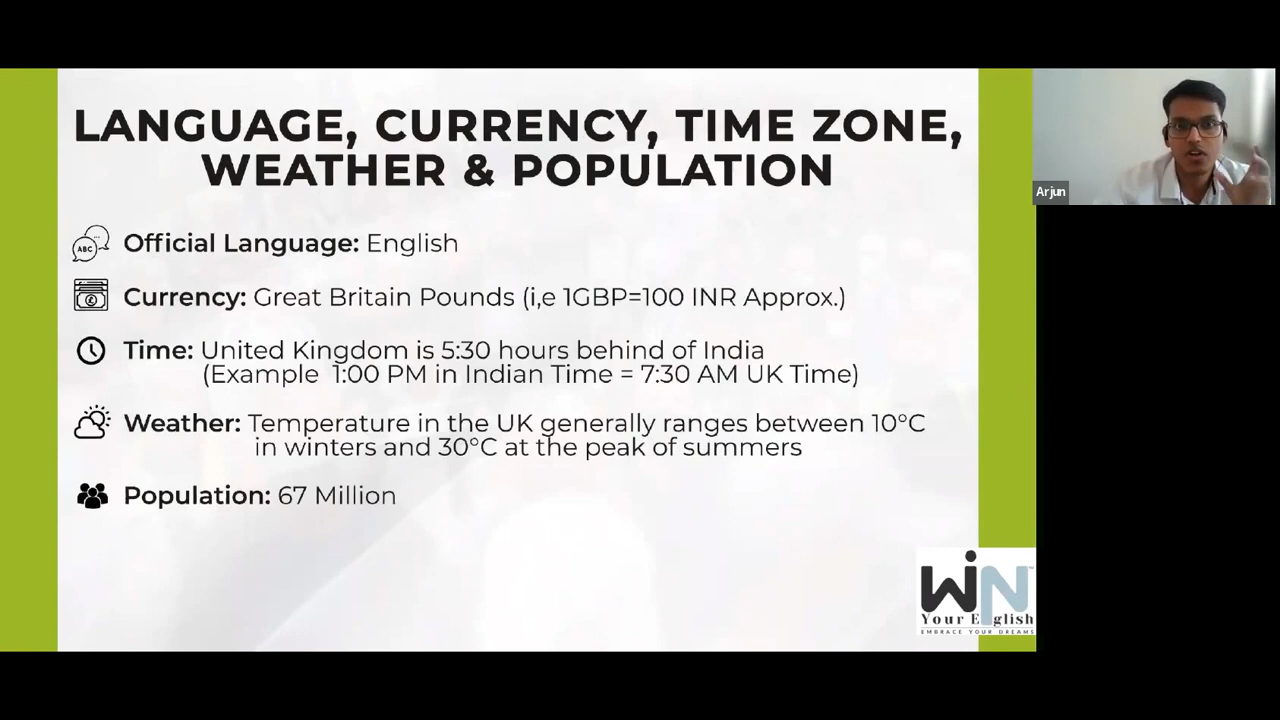 LANGUAGE, CURRENCY, TIME ZONE,
WEATHER & POPULATION
ABC
Official Language: English
Currency: Great Britain Pounds (i,e 1GBP=100 INR Approx.)
Time: United Kingdom is 5:30 hours behind of India
(Example 1:00 PM in Indian Time = 7:30 AM UK Time)
Weather: Temperature in the UK generally ranges between 10°C
in winters and 30°C at the peak of summers
Population: 67 Million
Arjun
WiN
Your English
EMBRACE YOUR DREAMS